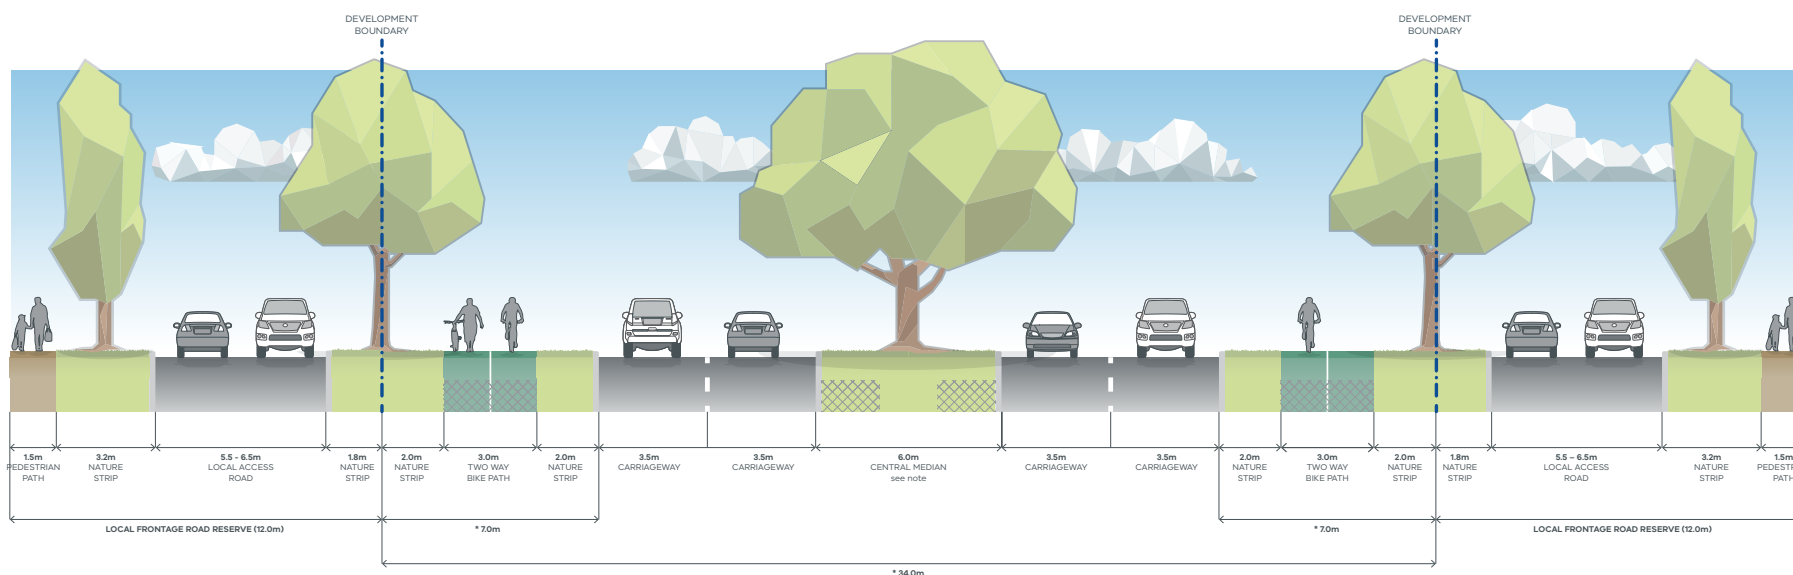 DEVELOPMENT
BOUNDARY
DEVELOPMENT
BOUNDARY
1.5m
PEDESTRIAN
PATH
3.2m
NATURE
STRIP
5.5 - 6.5m
LOCAL ACCESS
ROAD
1.8m
NATURE
STRIP
2.0m
NATURE
STRIP
3.0m
TWO WAY
BIKE PATH
2.0m
NATURE
STRIP
3.5m
CARRIAGEWAY
3.5m
CARRIAGEWAY
6.0m
CENTRAL MEDIAN
see note
3.5m
CARRIAGEWAY
3.5m
CARRIAGEWAY
2.0m
NATURE
STRIP
3.0m
TWO WAY
BIKE PATH
2.0m
NATURE
STRIP
1.8m
NATURE
STRIP
5.5 – 6.5m
LOCAL ACCESS
ROAD
3.2m
NATURE
STRIP
1.5m
PEDESTR
PATH
LOCAL FRONTAGE ROAD RESERVE (12.0m)
* 7.0m
* 7.0m
LOCAL FRONTAGE ROAD RESERVE (12.0m)
* 34.0m